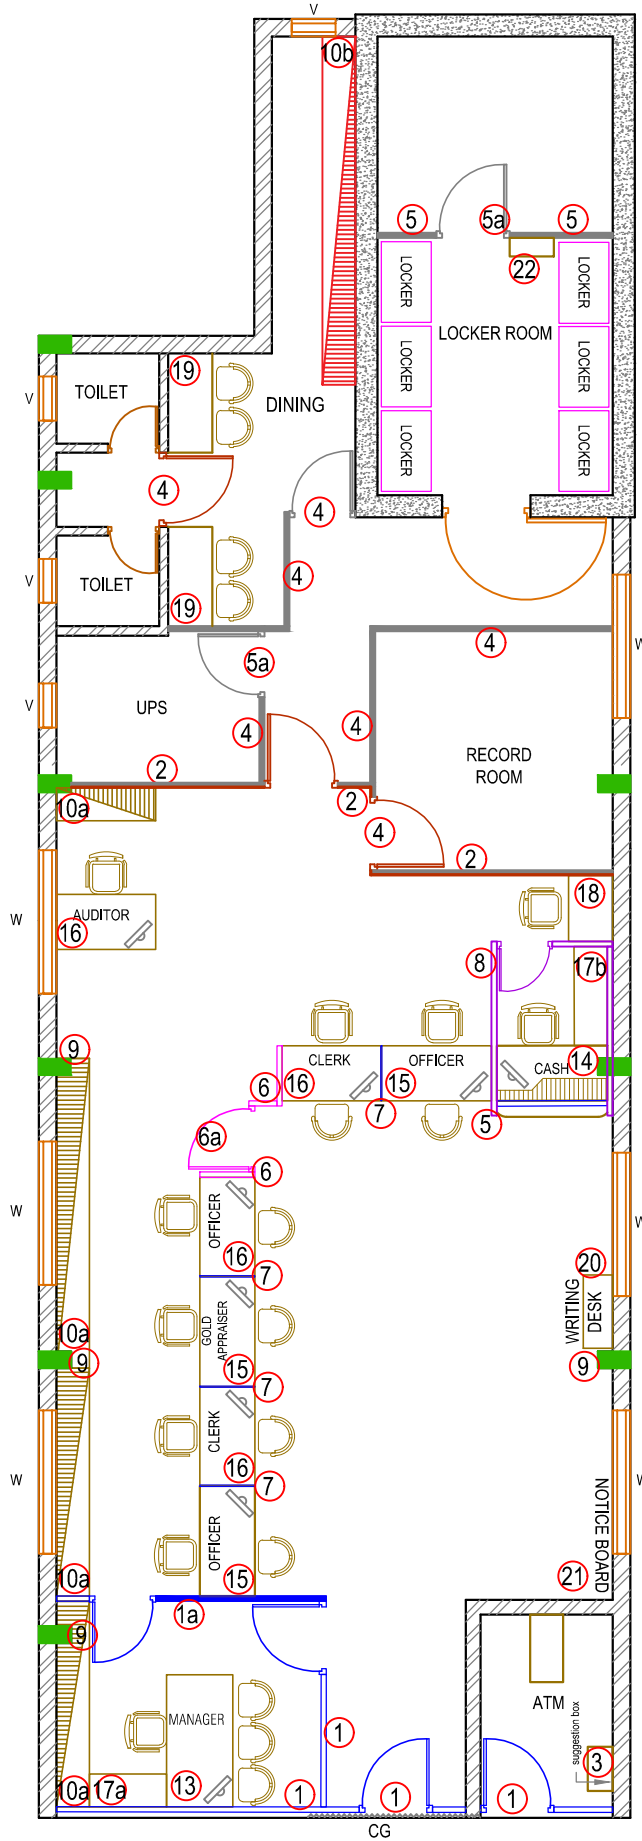 V
10b
5
5a
5
22
LOCKER
LOCKER
LOCKER ROOM
LOCKER
LOCKER
LOCKER
LOCKER
19
TOILET
V
DINING
4
4
4
TOILET
V
19
4
W
5a
UPS
V
4
4
RECORD
ROOM
2
2
10a
4
2
AUDITOR
16
18
W
W
8
17b
9
CLERK
OFFICER
CASH
14
16
15
6
7
5
6a
6
OFFICER
16
W
W
7
20
GOLD
APPRAISER
15
WRITING
DESK
10a
9
9
7
CLERK
16
W
W
7
OFFICER
15
NOTICE BOARD
21
10a
1a
9
MANAGER
ATM
suggestion box
3
1
10a
17a
13
1
1
1
CG